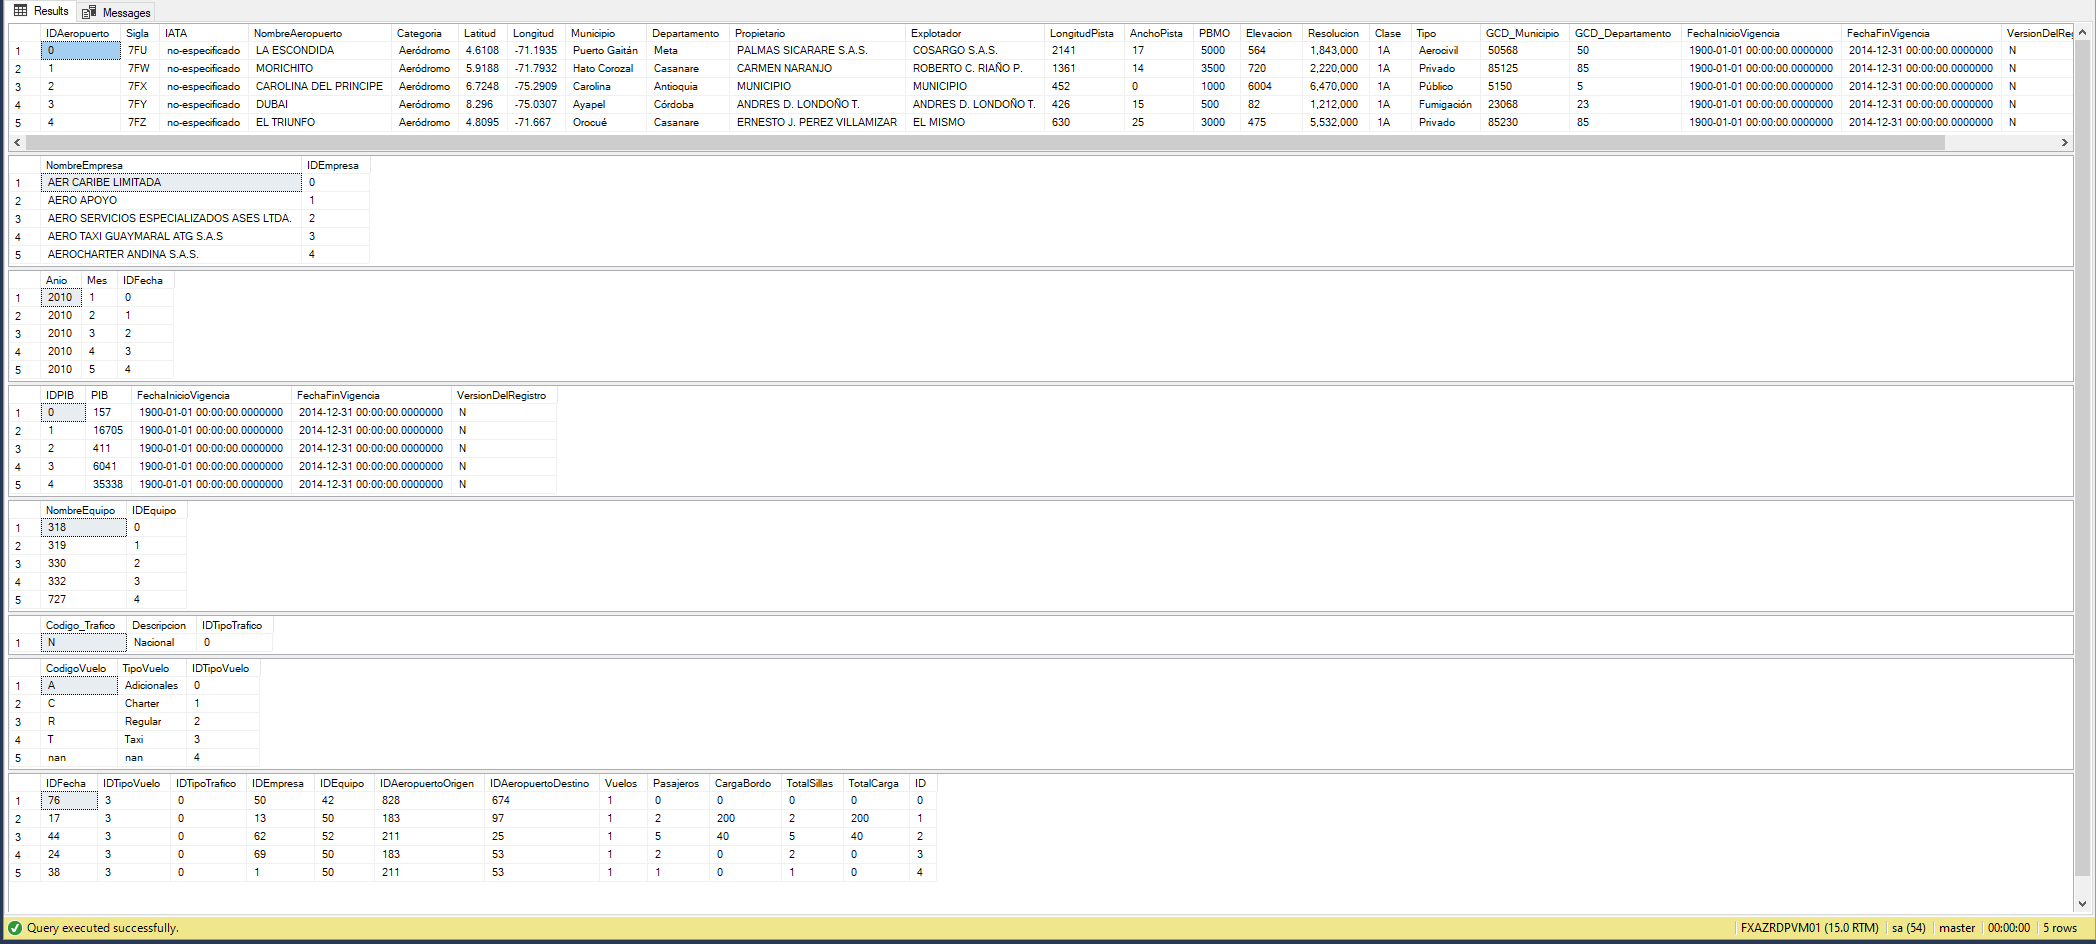 Results Messages
IDAeropuerto Sigla IATA NombreAeropuerto Categoria Latitud Longitud Municipio Departamento Propietario Explotador LongitudPista AnchoPista PBMO Elevacion Resolucion Clase Tipo GCD_Municipio GCD_Departamento FechaInicioVigencia FechaFinVigencia VersionDelReg
1 0 7FU no-especificado LA ESCONDIDA Aeródromo 4.6108 -71.1935 Puerto Gaitán Meta PALMAS SICARARE S.A.S. COSARGO S.A.S. 2141 17 5000 564 1,843,000 1A Aerocivil 50568 50 1900-01-01 00:00:00.0000000 2014-12-31 00:00:00.0000000 N
2 1 7FW no-especificado MORICHITO Aeródromo 5.9188 -71.7932 Hato Corozal Casanare CARMEN NARANJO ROBERTO C. RIAÑO P. 1361 14 3500 720 2,220,000 1A Privado 85125 85 1900-01-01 00:00:00.0000000 2014-12-31 00:00:00.0000000 N
3 2 7FX no-especificado CAROLINA DEL PRINCIPE Aeródromo 6.7248 -75.2909 Carolina Antioquia MUNICIPIO MUNICIPIO 452 0 1000 6004 6,470,000 1A Público 5150 5 1900-01-01 00:00:00.0000000 2014-12-31 00:00:00.0000000 N
4 3 7FY no-especificado DUBAI Aeródromo 8.296 -75.0307 Ayapel Córdoba ANDRES D. LONDOÑO T. ANDRES D. LONDOÑO T. 426 15 500 82 1,212,000 1A Fumigación 23068 23 1900-01-01 00:00:00.0000000 2014-12-31 00:00:00.0000000 N
5 4 7FZ no-especificado EL TRIUNFO Aeródromo 4.8095 -71.667 Orocué Casanare ERNESTO J. PEREZ VILLAMIZAR EL MISMO 630 25 3000 475 5,532,000 1A Privado 85230 85 1900-01-01 00:00:00.0000000 2014-12-31 00:00:00.0000000 N
NombreEmpresa IDEmpresa
1 AER CARIBE LIMITADA 0
2 AERO APOYO 1
3 AERO SERVICIOS ESPECIALIZADOS ASES LTDA. 2
4 AERO TAXI GUAYMARAL ATG S.A.S 3
5 AEROCHARTER ANDINA S.A.S. 4
Anio Mes IDFecha
1 2010 1 0
2 2010 2 1
3 2010 3 2
4 2010 4 3
5 2010 5 4
IDPIB PIB FechaInicioVigencia FechaFinVigencia VersionDelRegistro
1 0 157 1900-01-01 00:00:00.0000000 2014-12-31 00:00:00.0000000 N
2 1 16705 1900-01-01 00:00:00.0000000 2014-12-31 00:00:00.0000000 N
3 2 411 1900-01-01 00:00:00.0000000 2014-12-31 00:00:00.0000000 N
4 3 6041 1900-01-01 00:00:00.0000000 2014-12-31 00:00:00.0000000 N
5 4 35338 1900-01-01 00:00:00.0000000 2014-12-31 00:00:00.0000000 N
NombreEquipo IDEquipo
1 318 0
2 319 1
3 330 2
4 332 3
5 727 4
Codigo_Trafico Descripcion IDTipoTrafico
1 N Nacional 0
CodigoVuelo TipoVuelo IDTipoVuelo
1 A Adicionales 0
2 C Charter 1
3 R Regular 2
4 T Taxi 3
5 nan nan 4
IDFecha IDTipoVuelo IDTipoTrafico IDEmpresa IDEquipo IDAeropuertoOrigen IDAeropuertoDestino Vuelos Pasajeros CargaBordo TotalSillas TotalCarga ID
1 76 3 0 50 42 828 674 1 0 0 0 0 0
2 17 3 0 13 50 183 97 1 2 200 2 200 1
3 44 3 0 62 52 211 25 1 5 40 5 40 2
4 24 3 0 69 50 183 53 1 2 0 2 0 3
5 38 3 0 1 50 211 53 1 1 0 1 0 4
Query executed successfully. FXAZRDPVM01 (15.0 RTM) sa (54) master 00:00:00 5 rows